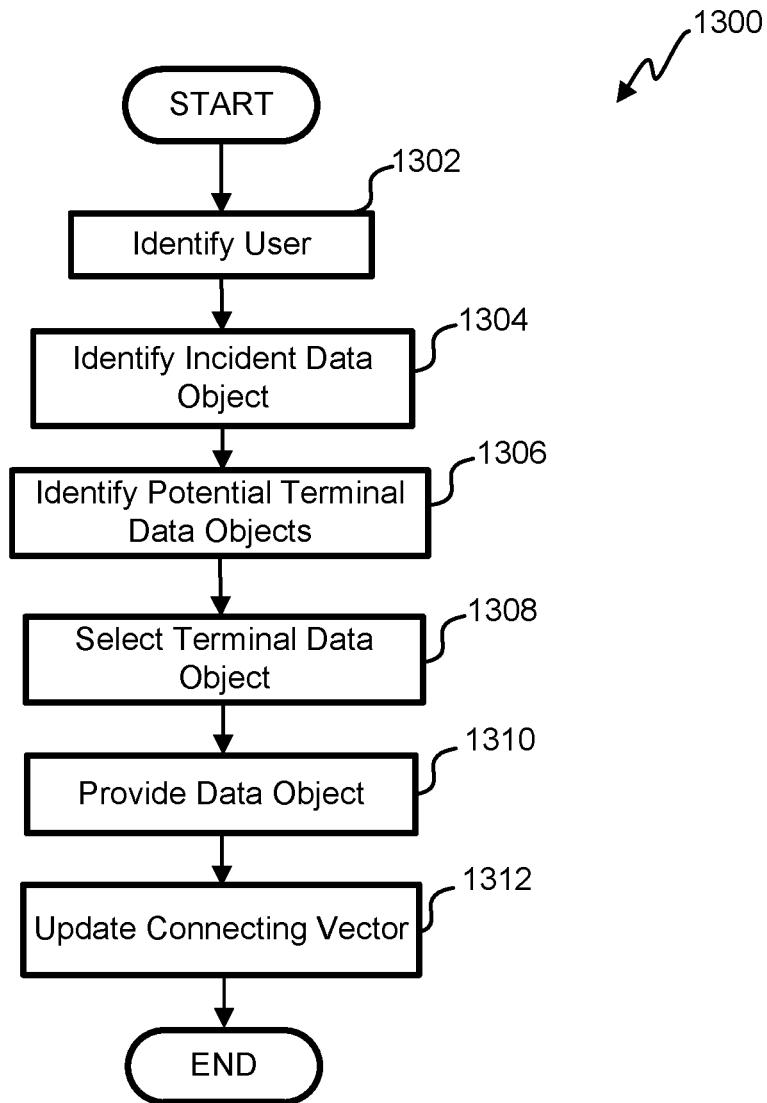 1300
START
1302
Identify User
1304
Identify Incident Data
Object
1306
Identify Potential Terminal
Data Objects
1308
Select Terminal Data
Object
1310
Provide Data Object
1312
Update Connecting Vector
END